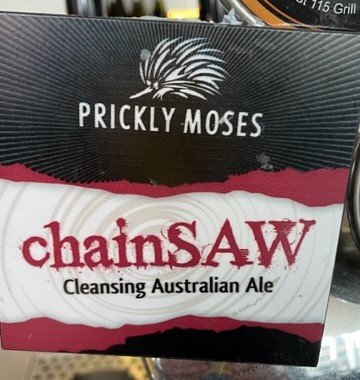 115 Grill
PRICKLY MOSES
chainSAW
Cleansing Australian Ale